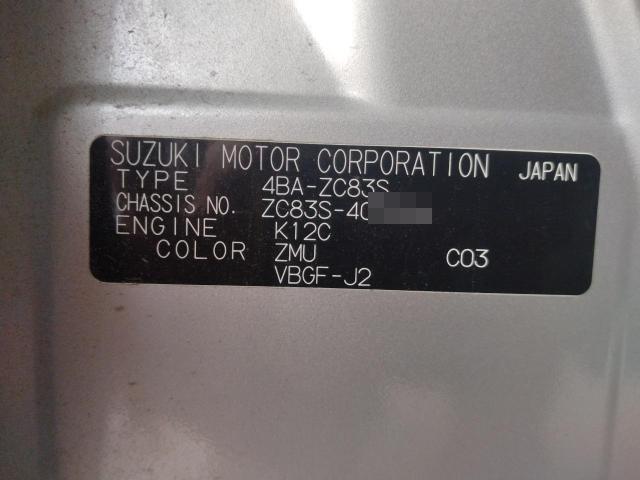 SUZUKI MOTOR CORPORATION JAPAN
TYPE 4BA-ZC83S
CHASSIS NO. ZC83S-40
ENGINE K12C
COLOR ZMU C03
VBGF-J2